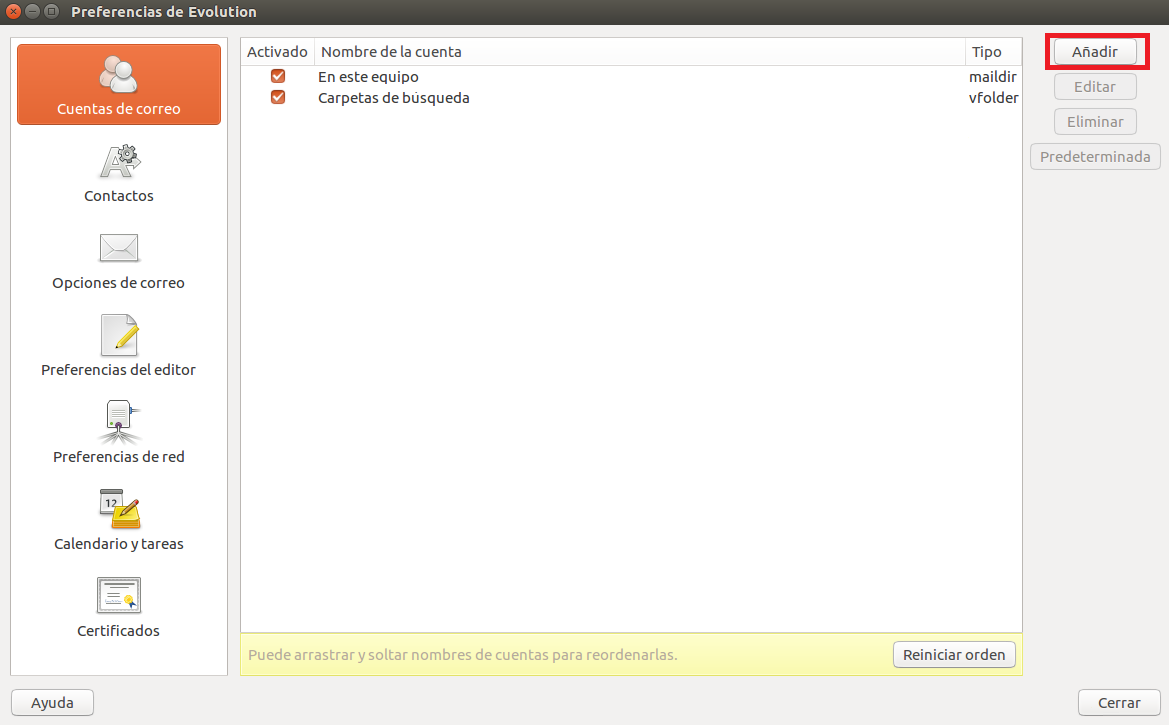 Preferencias de Evolution
Cuentas de correo
Contactos
Opciones de correo
Preferencias del editor
Preferencias de red
12
Calendario y tareas
Certificados
Activado Nombre de la cuenta Tipo
En este equipo maildir
Carpetas de búsqueda vfolder
Puede arrastrar y soltar nombres de cuentas para reordenarlas. Reiniciar orden
Añadir
Editar
Eliminar
Predeterminada
Ayuda Cerrar